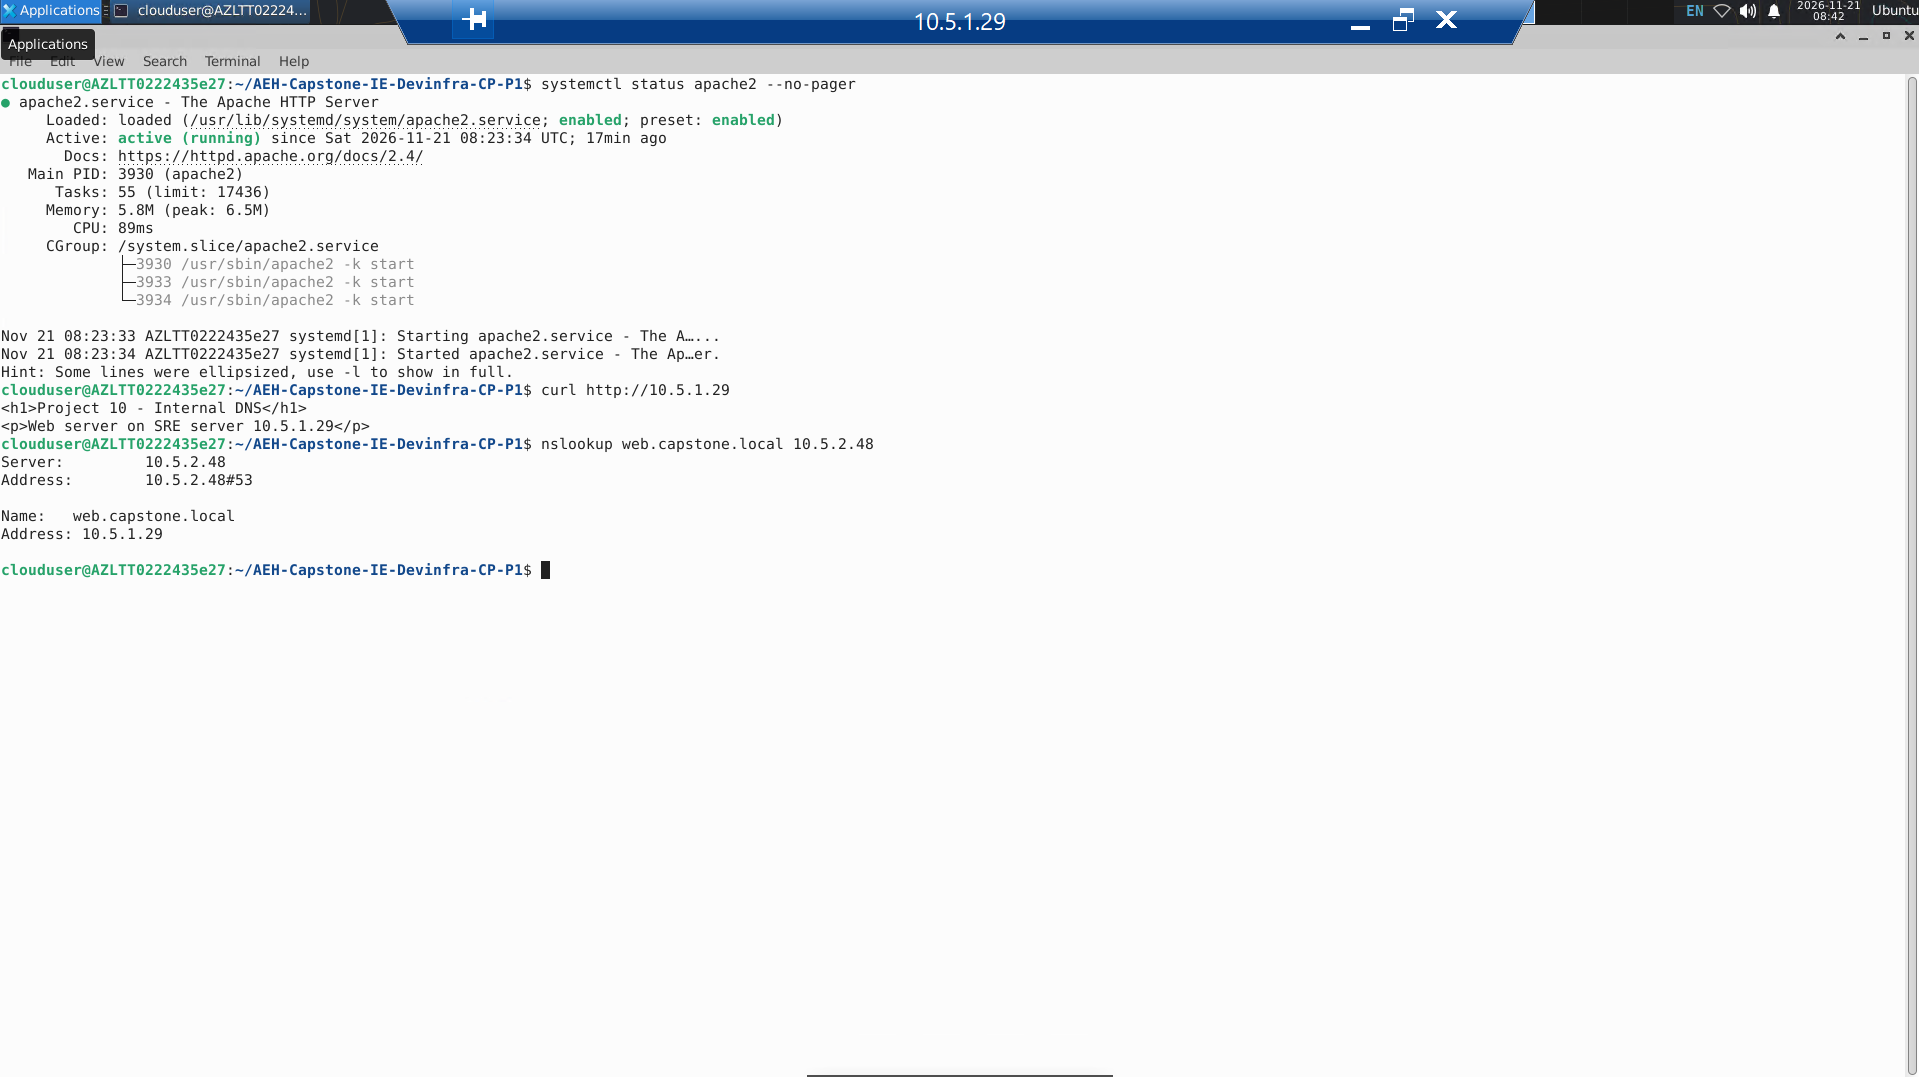 Applications
clouduser@AZLTT02224...
10.5.1.29
EN
2026-11-21
08:42
Ubuntu
Applications
File Edit View Search Terminal Help
clouduser@AZLTT0222435e27:~/AEH-Capstone-IE-Devinfra-CP-P1$ systemctl status apache2 --no-pager
● apache2.service - The Apache HTTP Server
     Loaded: loaded (/usr/lib/systemd/system/apache2.service; enabled; preset: enabled)
     Active: active (running) since Sat 2026-11-21 08:23:34 UTC; 17min ago
       Docs: https://httpd.apache.org/docs/2.4/
   Main PID: 3930 (apache2)
      Tasks: 55 (limit: 17436)
     Memory: 5.8M (peak: 6.5M)
        CPU: 89ms
     CGroup: /system.slice/apache2.service
             ├─3930 /usr/sbin/apache2 -k start
             ├─3933 /usr/sbin/apache2 -k start
             └─3934 /usr/sbin/apache2 -k start
Nov 21 08:23:33 AZLTT0222435e27 systemd[1]: Starting apache2.service - The A…...
Nov 21 08:23:34 AZLTT0222435e27 systemd[1]: Started apache2.service - The Ap…er.
Hint: Some lines were ellipsized, use -l to show in full.
clouduser@AZLTT0222435e27:~/AEH-Capstone-IE-Devinfra-CP-P1$ curl http://10.5.1.29
<h1>Project 10 - Internal DNS</h1>
<p>Web server on SRE server 10.5.1.29</p>
clouduser@AZLTT0222435e27:~/AEH-Capstone-IE-Devinfra-CP-P1$ nslookup web.capstone.local 10.5.2.48
Server:         10.5.2.48
Address:        10.5.2.48#53
Name:   web.capstone.local
Address: 10.5.1.29
clouduser@AZLTT0222435e27:~/AEH-Capstone-IE-Devinfra-CP-P1$